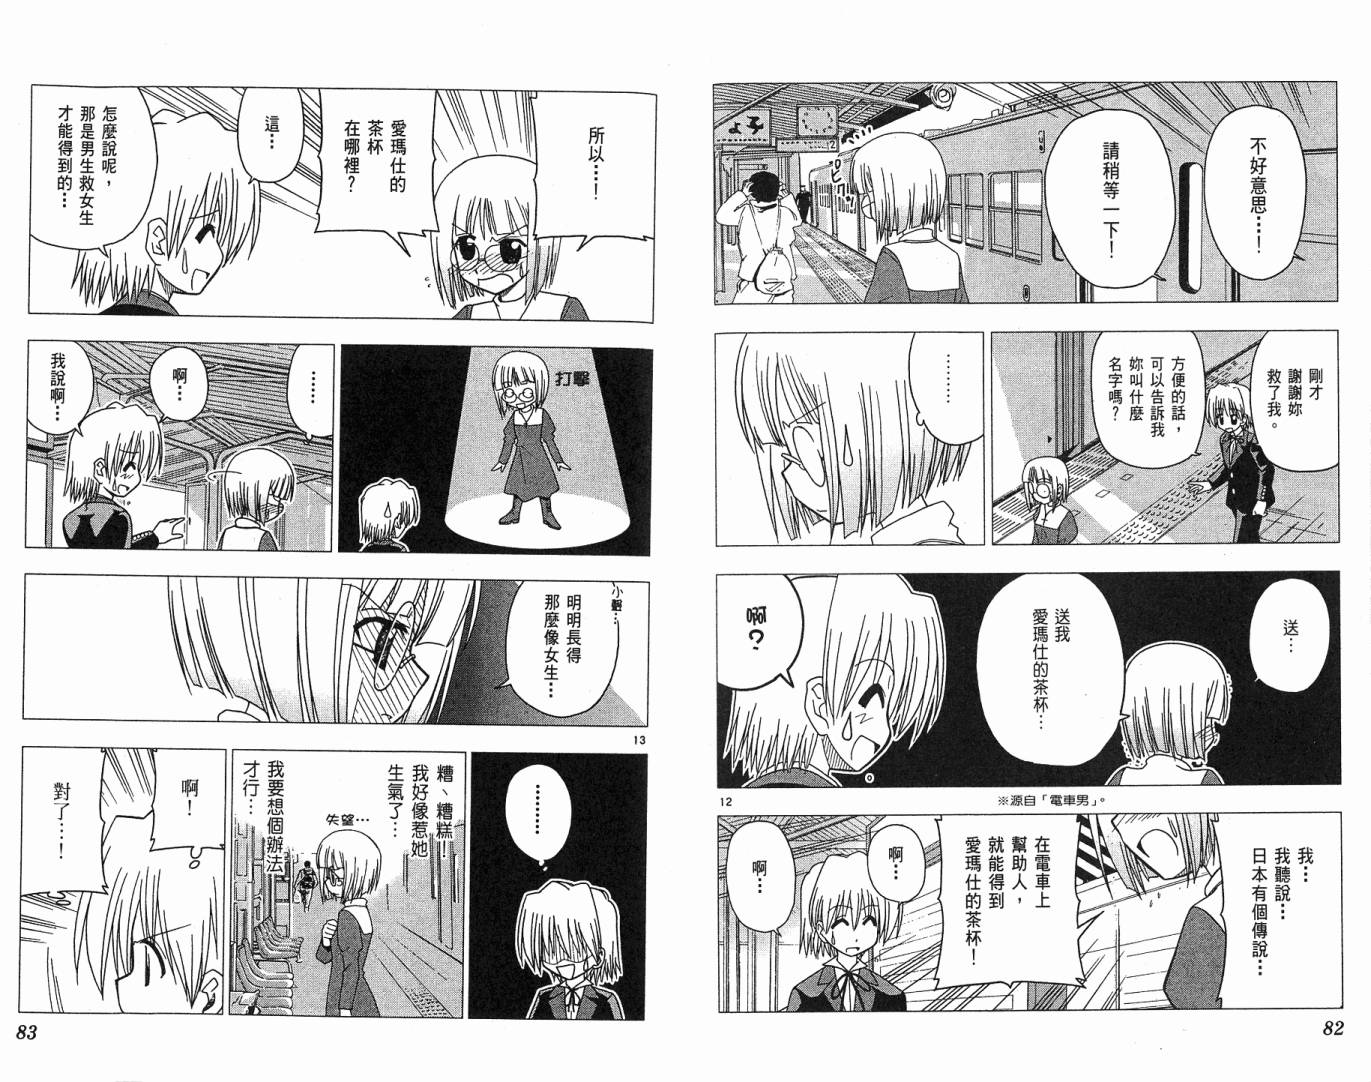 不好意思…！
請稍等一下！
よ子
12
ピクッ
剛才
謝謝妳
救了我。
方便的話，
可以告訴我
妳叫什麼
名字嗎？
………
送…
送我
愛瑪仕的茶杯…
啊？
12
※源自「電車男」。
我…
我聽說…
日本有個傳說…
在電車上
幫助人，
就能得到
愛瑪仕的茶杯！
啊…
啊…
82
所以…！
愛瑪仕的
茶杯
在哪裡？
這…
怎麼說呢，
那是男生救女生
才能得到的…
打擊
……
啊…
我說啊…
小聲…
明明長得
那麼像女生…
13
………
糟、糟糕！
我好像惹她
生氣了…
失望…
我要想個辦法
才行…
啊！
對了…！
83